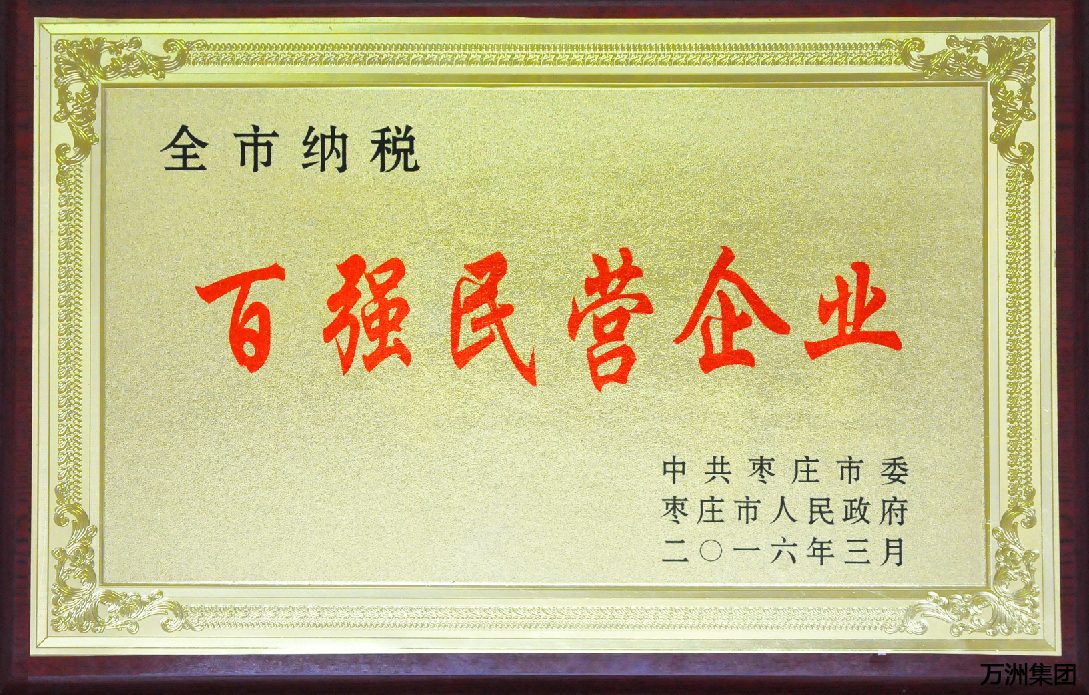 全市纳税
百强民营企业
中共枣庄市委
枣庄市人民政府
二〇一六年三月
万洲集团